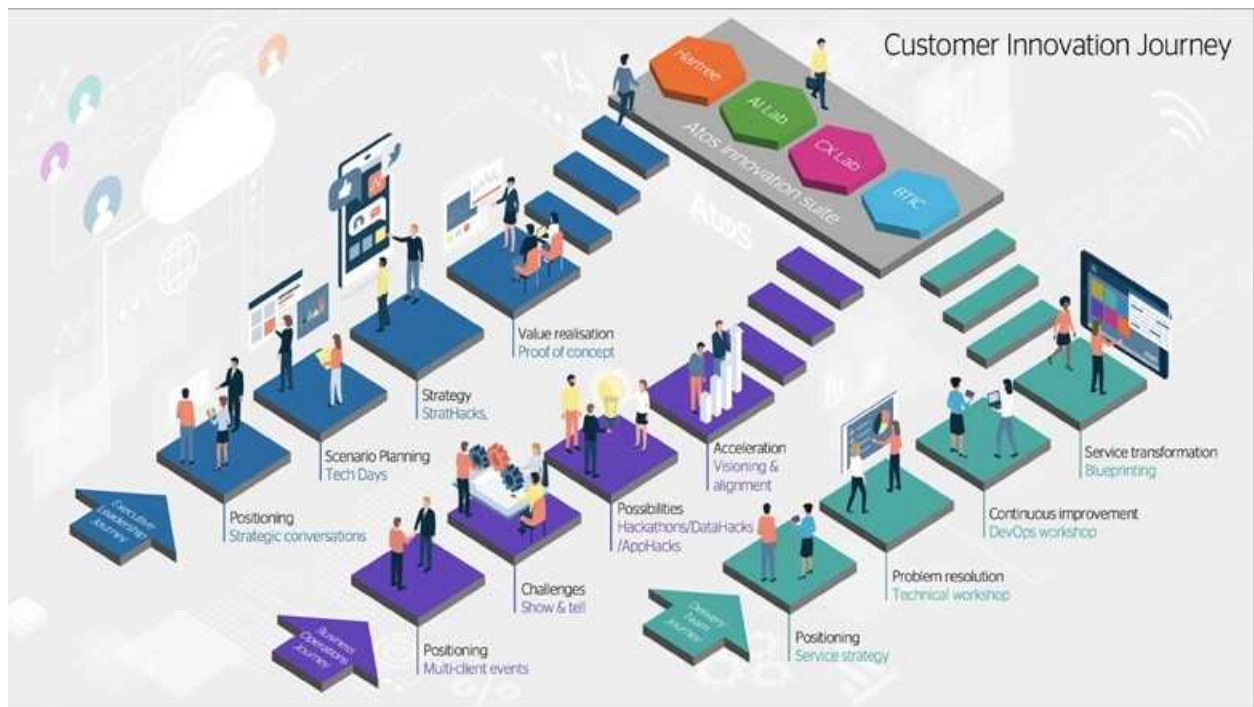 Customer Innovation Journey
Hartree
AI Lab
CX Lab
BTIC
Atos innovation suite
Atos
Value realisation
Proof of concept
Strategy
StratHacks,
Scenario Planning
Tech Days
Positioning
Strategic conversations
Executive
Leadership
Journey
Acceleration
Visioning &
alignment
Possibilities
Hackathons/DataHacks
/AppHacks
Challenges
Show & tell
Positioning
Multi-client events
Business
Operations
Journey
Service transformation
Blueprinting
Continuous improvement
DevOps workshop
Problem resolution
Technical workshop
Positioning
Service strategy
Delivery
Team
Journey